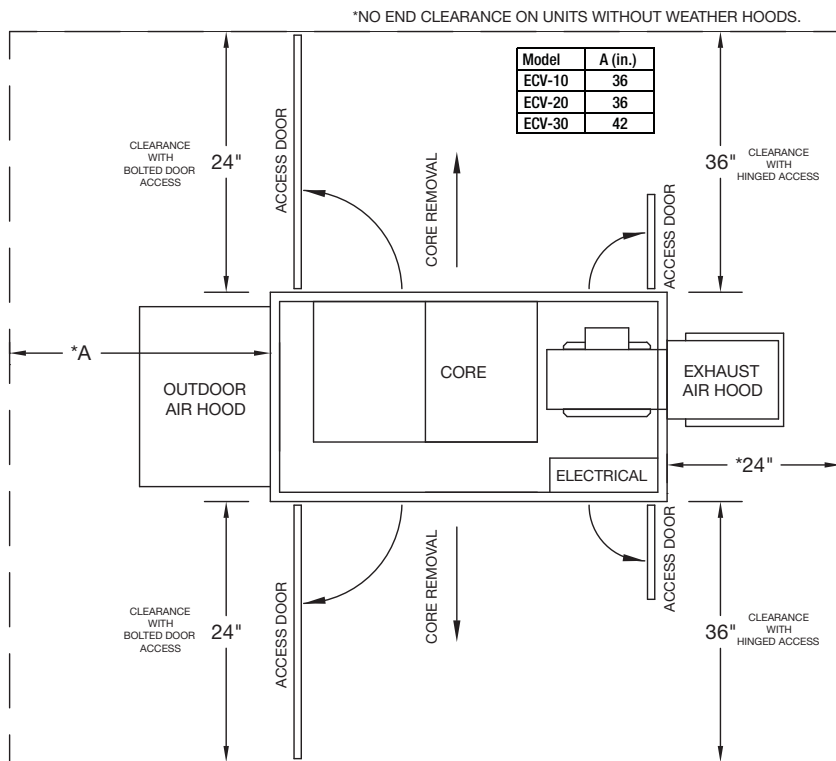 *NO END CLEARANCE ON UNITS WITHOUT WEATHER HOODS.
Model A (in.)
ECV-10 36
ECV-20 36
ECV-30 42
CLEARANCE
WITH
BOLTED DOOR
ACCESS
24"
ACCESS DOOR
CORE REMOVAL
ACCESS DOOR
36"
CLEARANCE
WITH
HINGED ACCESS
*A
OUTDOOR
AIR HOOD
CORE
EXHAUST
AIR HOOD
ELECTRICAL
*24"
CLEARANCE
WITH
BOLTED DOOR
ACCESS
24"
ACCESS DOOR
CORE REMOVAL
ACCESS DOOR
36"
CLEARANCE
WITH
HINGED ACCESS